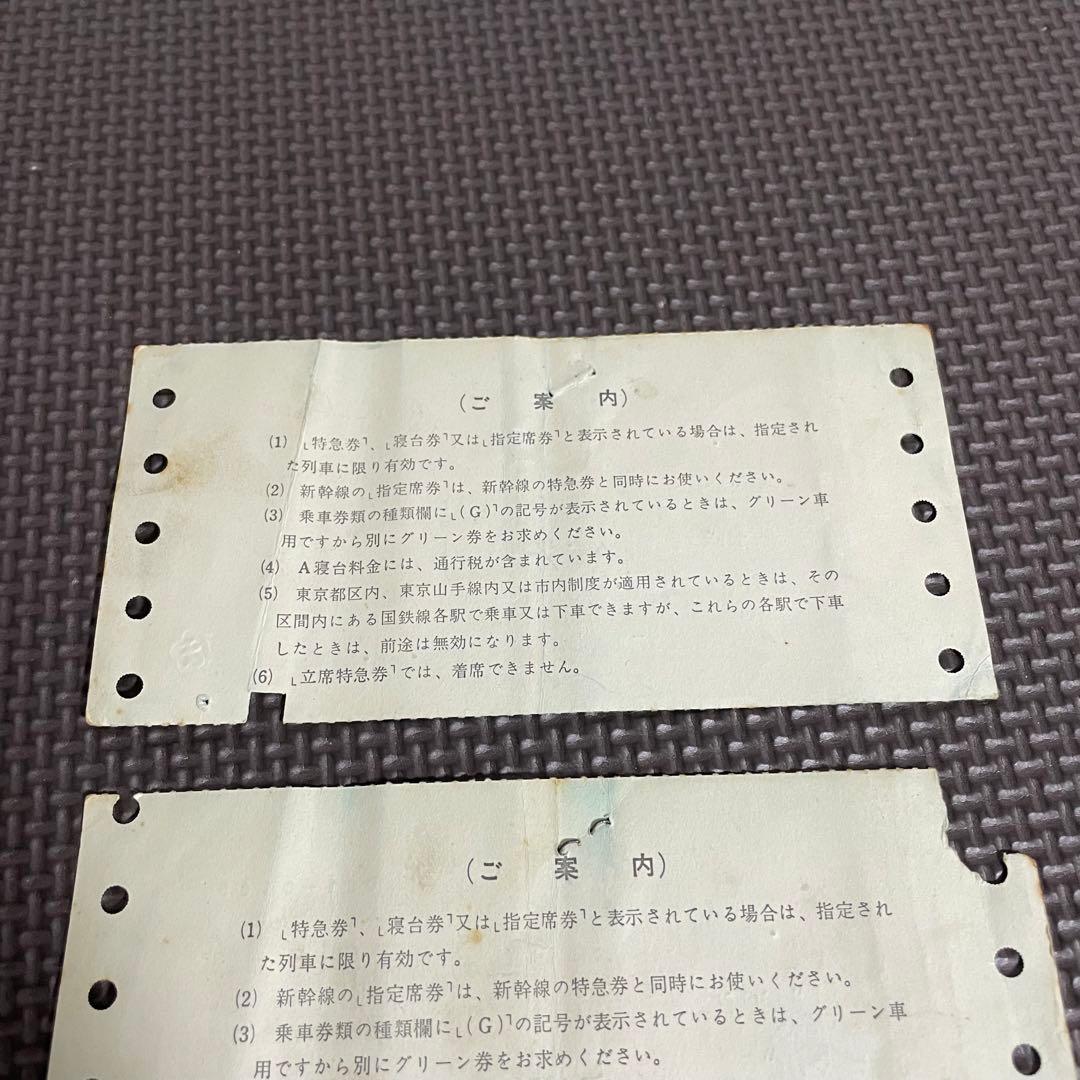 （ご　案　内）
(1) ｢特急券｣、｢寝台券｣又は｢指定席券｣と表示されている場合は、指定され
た列車に限り有効です。
(2) 新幹線の｢指定席券｣は、新幹線の特急券と同時にお使いください。
(3) 乗車券類の種類欄に｢(G)｣の記号が表示されているときは、グリーン車
用ですから別にグリーン券をお求めください。
(4) A寝台料金には、通行税が含まれています。
(5) 東京都区内、東京山手線内又は市内制度が適用されているときは、その
区間内にある国鉄線各駅で乗車又は下車できますが、これらの各駅で下車
したときは、前途は無効になります。
(6) ｢立席特急券｣では、着席できません。
（ご　案　内）
(1) ｢特急券｣、｢寝台券｣又は｢指定席券｣と表示されている場合は、指定され
た列車に限り有効です。
(2) 新幹線の｢指定席券｣は、新幹線の特急券と同時にお使いください。
(3) 乗車券類の種類欄に｢(G)｣の記号が表示されているときは、グリーン車
用ですから別にグリーン券をお求めください。